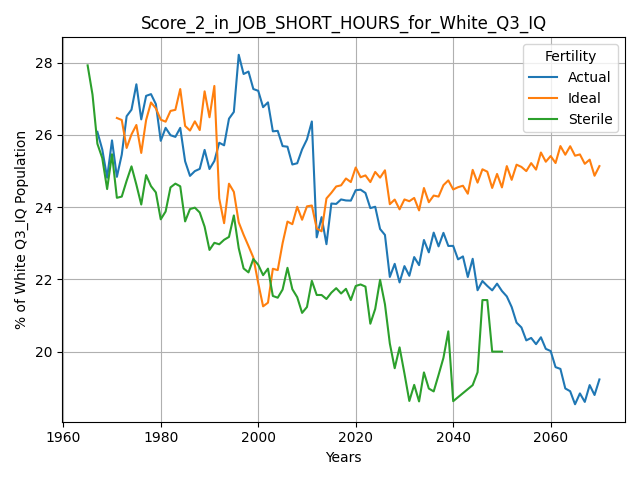 Score_2_in_JOB_SHORT_HOURS_for_White_Q3_IQ
Fertility
Actual
Ideal
Sterile
% of White Q3_IQ Population
28
26
24
22
20
1960
1980
2000
2020
2040
2060
Years